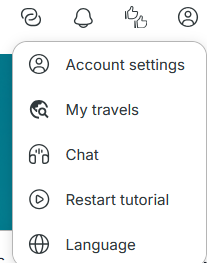 Account settings
My travels
Chat
Restart tutorial
Language